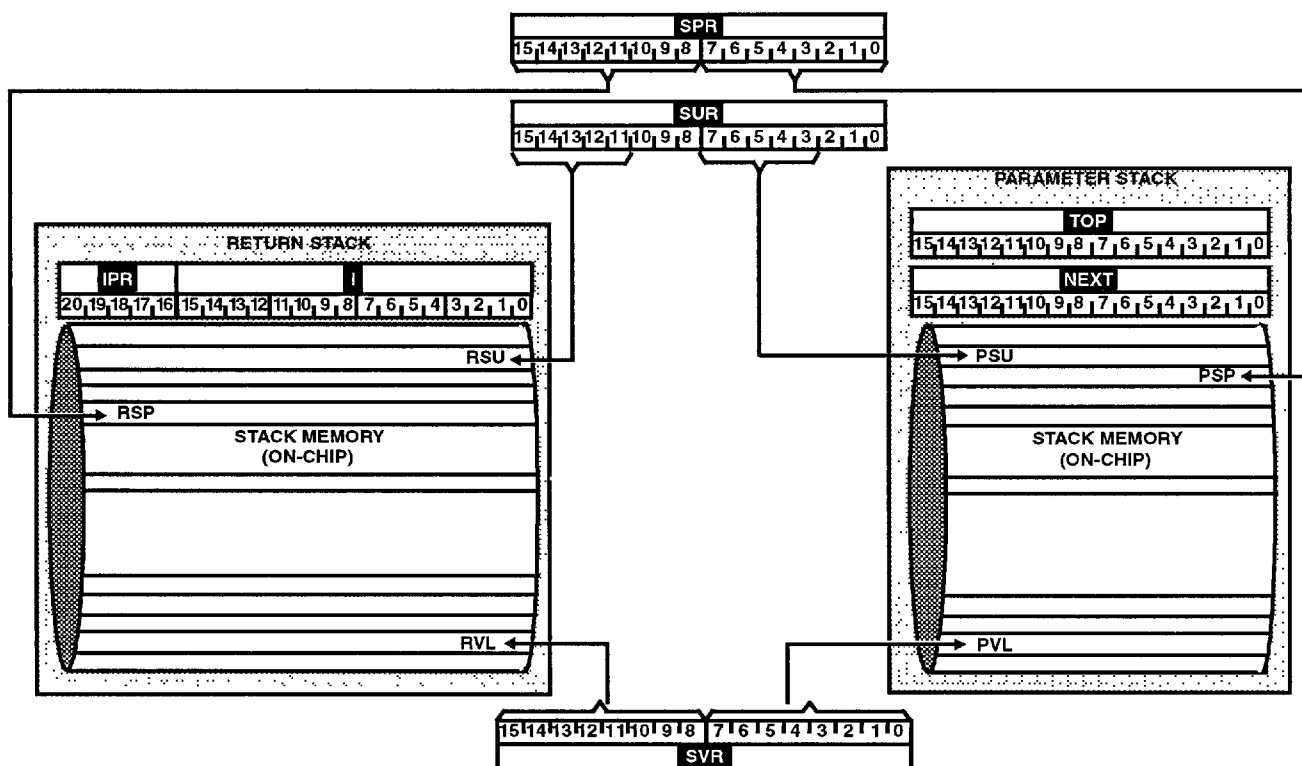 SPR
15 14 13 12 11 10 9 8 7 6 5 4 3 2 1 0
SUR
15 14 13 12 11 10 9 8 7 6 5 4 3 2 1 0
RETURN STACK
IPR I
20 19 18 17 16 15 14 13 12 11 10 9 8 7 6 5 4 3 2 1 0
RSU
RSP
STACK MEMORY
(ON-CHIP)
RVL
PARAMETER STACK
TOP
15 14 13 12 11 10 9 8 7 6 5 4 3 2 1 0
NEXT
15 14 13 12 11 10 9 8 7 6 5 4 3 2 1 0
PSU
PSP
STACK MEMORY
(ON-CHIP)
PVL
15 14 13 12 11 10 9 8 7 6 5 4 3 2 1 0
SVR